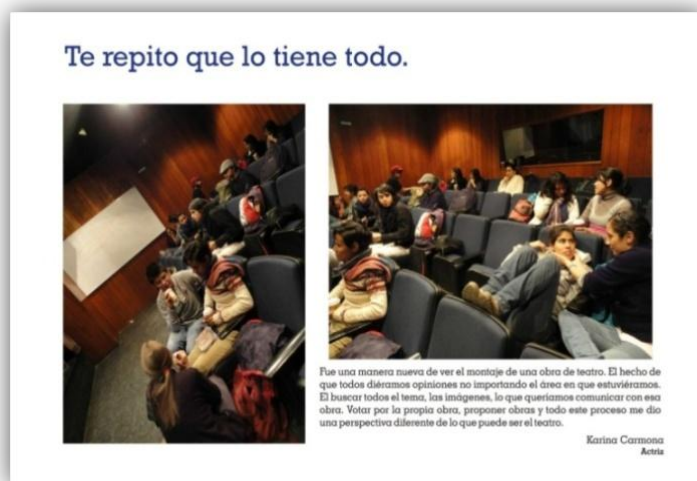 Te repito que lo tiene todo.
Fue una manera nueva de ver el montaje de una obra de teatro. El hecho de
que todos diéramos opiniones no importando el área en que estuviéramos.
El buscar todos el tema, las imágenes, lo que queríamos comunicar con esa
obra. Votar por la propia obra, proponer obras y todo este proceso me dio
una perspectiva diferente de lo que puede ser el teatro.
Karina Carmona
Actriz